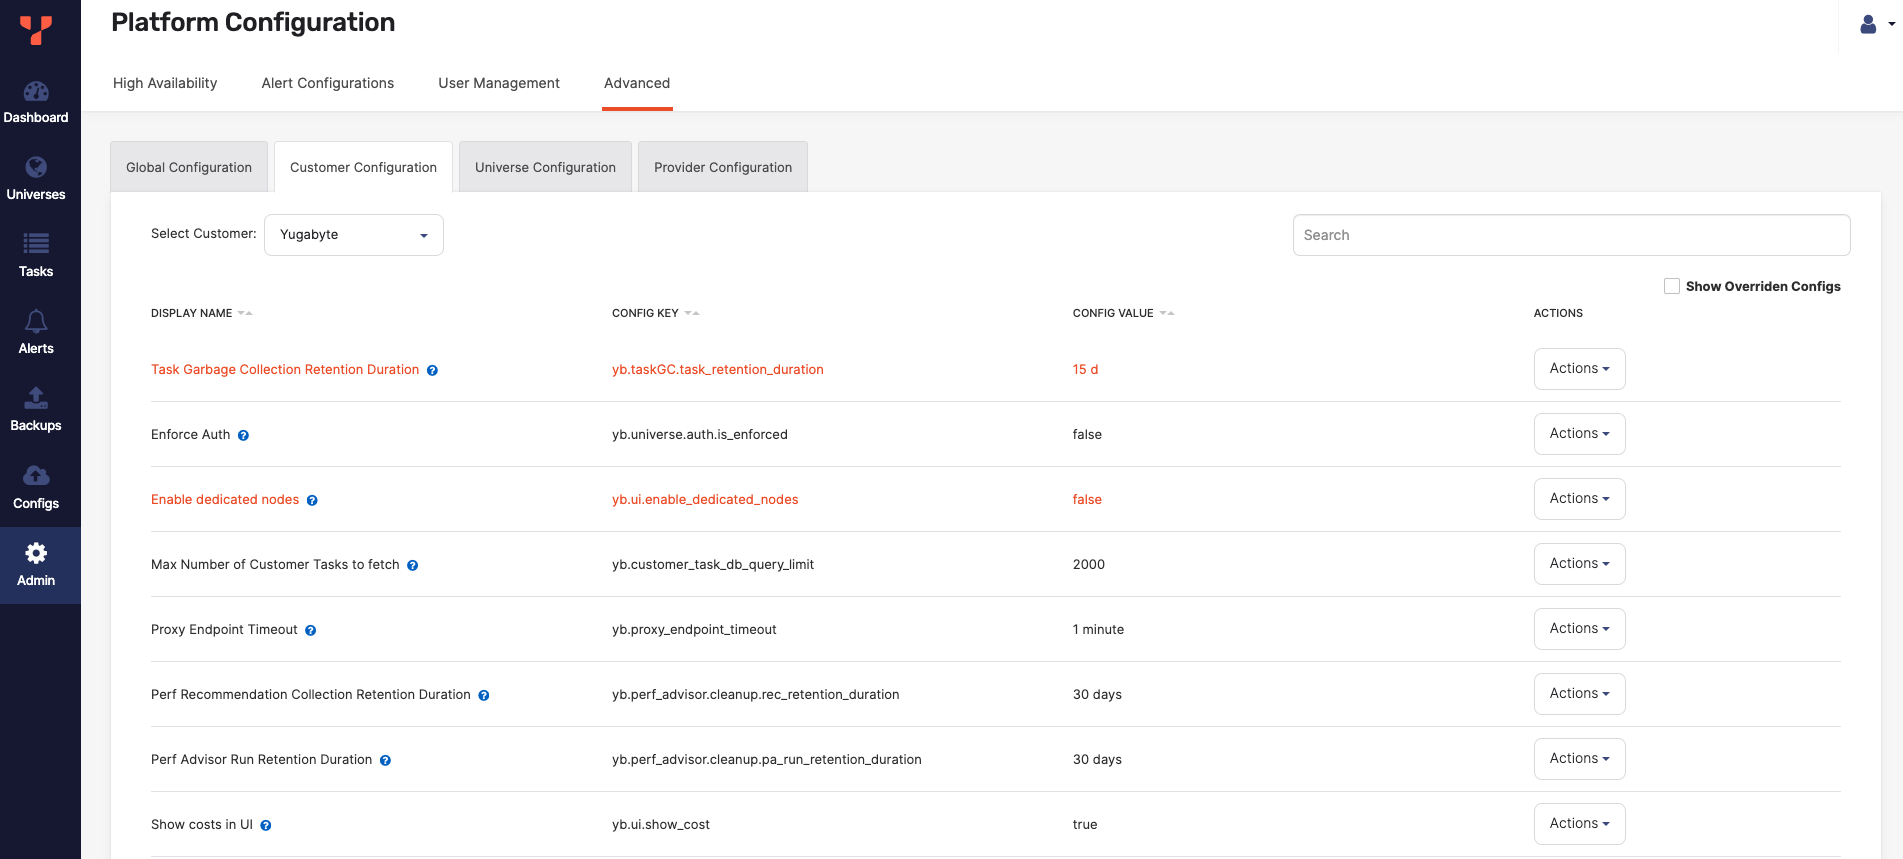 Platform Configuration
High Availability
Alert Configurations
User Management
Advanced
Dashboard
Universes
Tasks
Alerts
Backups
Configs
Admin
Global Configuration
Customer Configuration
Universe Configuration
Provider Configuration
Select Customer: Yugabyte
Search
Show Overriden Configs
DISPLAY NAME CONFIG KEY CONFIG VALUE ACTIONS
Task Garbage Collection Retention Duration ? yb.taskGC.task_retention_duration 15 d Actions
Enforce Auth ? yb.universe.auth.is_enforced false Actions
Enable dedicated nodes ? yb.ui.enable_dedicated_nodes false Actions
Max Number of Customer Tasks to fetch ? yb.customer_task_db_query_limit 2000 Actions
Proxy Endpoint Timeout ? yb.proxy_endpoint_timeout 1 minute Actions
Perf Recommendation Collection Retention Duration ? yb.perf_advisor.cleanup.rec_retention_duration 30 days Actions
Perf Advisor Run Retention Duration ? yb.perf_advisor.cleanup.pa_run_retention_duration 30 days Actions
Show costs in UI ? yb.ui.show_cost true Actions